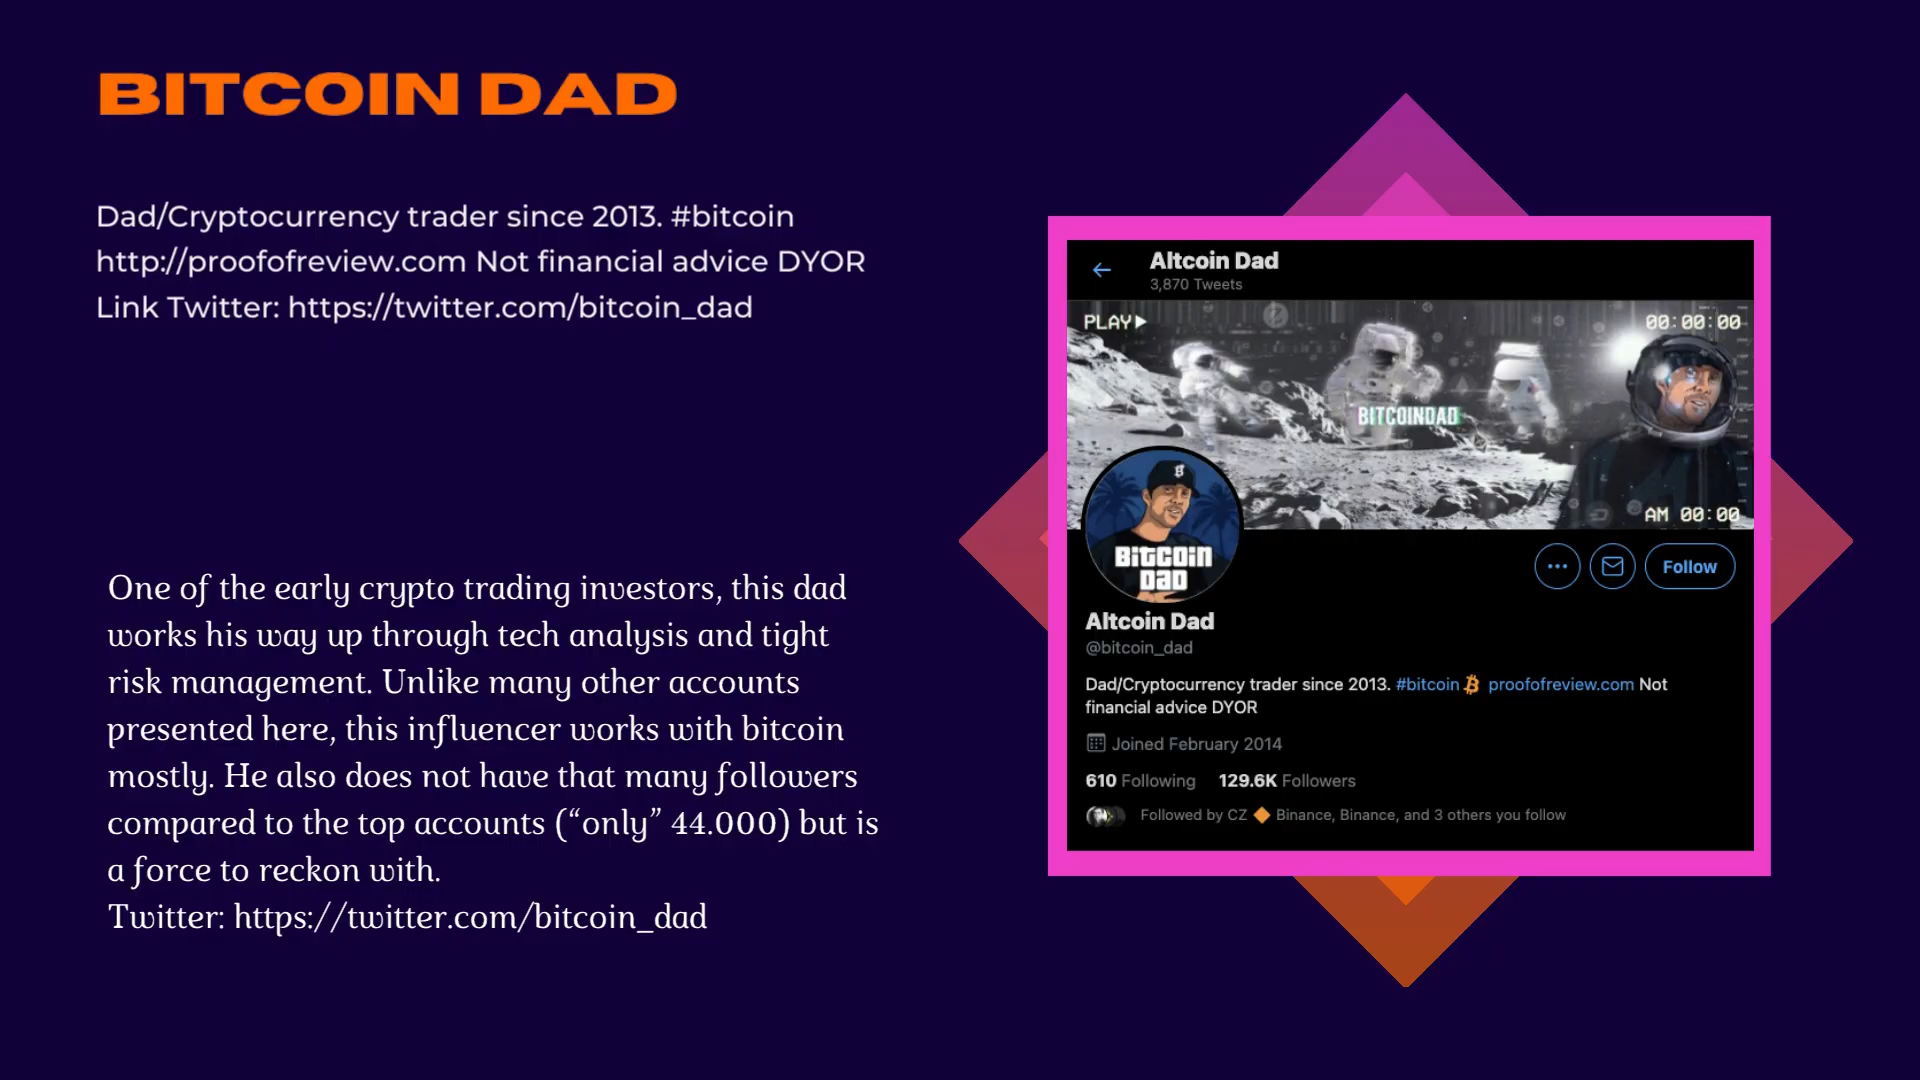 BITCOIN DAD
Dad/Cryptocurrency trader since 2013. #bitcoin
http://proofofreview.com Not financial advice DYOR
Link Twitter: https://twitter.com/bitcoin_dad
One of the early crypto trading investors, this dad
works his way up through tech analysis and tight
risk management. Unlike many other accounts
presented here, this influencer works with bitcoin
mostly. He also does not have that many followers
compared to the top accounts (“only” 44.000) but is
a force to reckon with.
Twitter: https://twitter.com/bitcoin_dad
Altcoin Dad
3,870 Tweets
PLAY
00:00:00
BITCOINDAD
AM 00:00
BITCOIN
DAD
Follow
Altcoin Dad
@bitcoin_dad
Dad/Cryptocurrency trader since 2013. #bitcoin proofofreview.com Not
financial advice DYOR
Joined February 2014
610 Following 129.6K Followers
Followed by CZ 🔶 Binance, Binance, and 3 others you follow